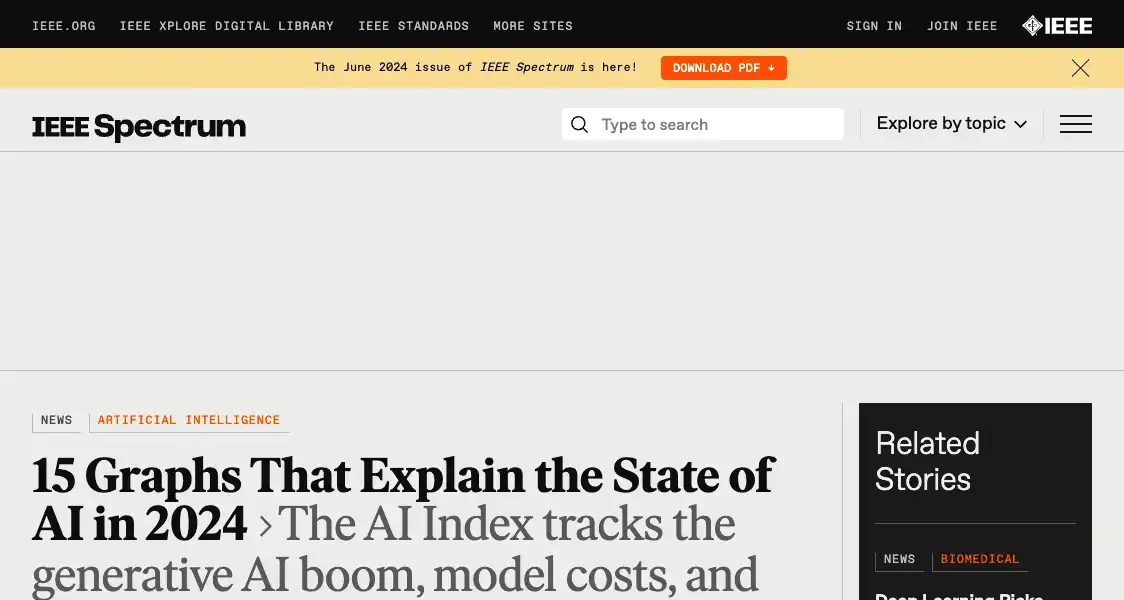 IEEE.ORG IEEE XPLORE DIGITAL LIBRARY IEEE STANDARDS MORE SITES SIGN IN JOIN IEEE IEEE
The June 2024 issue of IEEE Spectrum is here! DOWNLOAD PDF ↓
IEEE Spectrum Type to search Explore by topic
NEWS ARTIFICIAL INTELLIGENCE
15 Graphs That Explain the State of
AI in 2024 › The AI Index tracks the
generative AI boom, model costs, and
Related
Stories
NEWS BIOMEDICAL
Deep Learning Picks